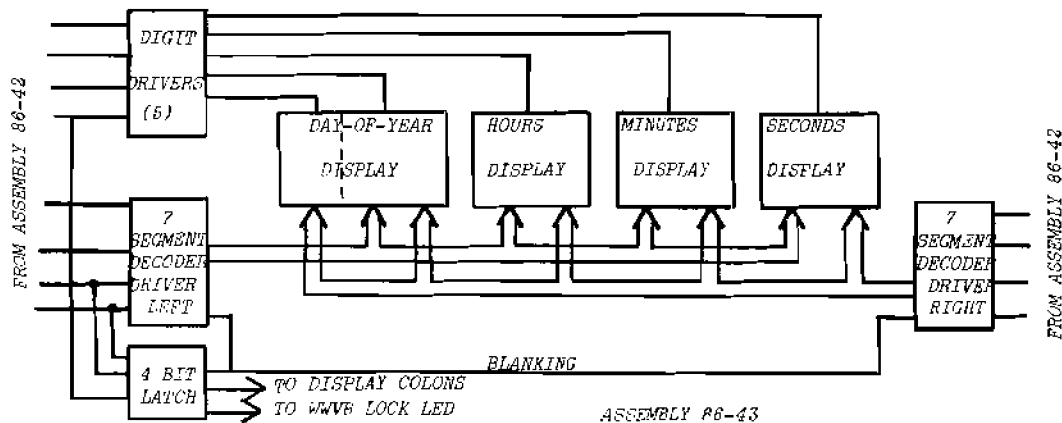 DIGIT
DRIVERS
(5)
FROM ASSEMBLY 86-42
DAY-OF-YEAR
DISPLAY
HOURS
DISPLAY
MINUTES
DISPLAY
SECONDS
DISPLAY
7
SEGMENT
DECODER
DRIVER
LEFT
7
SEGMENT
DECODER
DRIVER
RIGHT
FROM ASSEMBLY 86-42
BLANKING
4 BIT
LATCH
TO DISPLAY COLONS
TO WWVB LOCK LED
ASSEMBLY 86-43